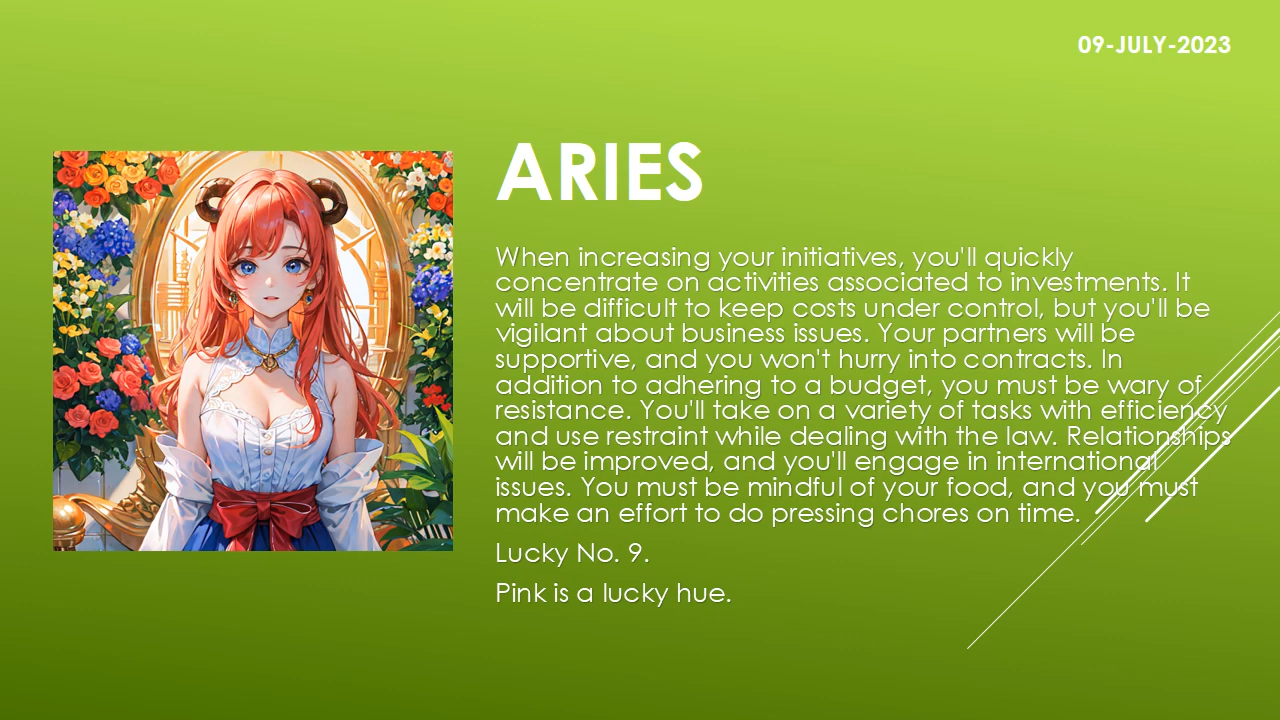 09-JULY-2023
ARIES
When increasing your initiatives, you'll quickly
concentrate on activities associated to investments. It
will be difficult to keep costs under control, but you'll be
vigilant about business issues. Your partners will be
supportive, and you won't hurry into contracts. In
addition to adhering to a budget, you must be wary of
resistance. You'll take on a variety of tasks with efficiency
and use restraint while dealing with the law. Relationships
will be improved, and you'll engage in international
issues. You must be mindful of your food, and you must
make an effort to do pressing chores on time.
Lucky No. 9.
Pink is a lucky hue.